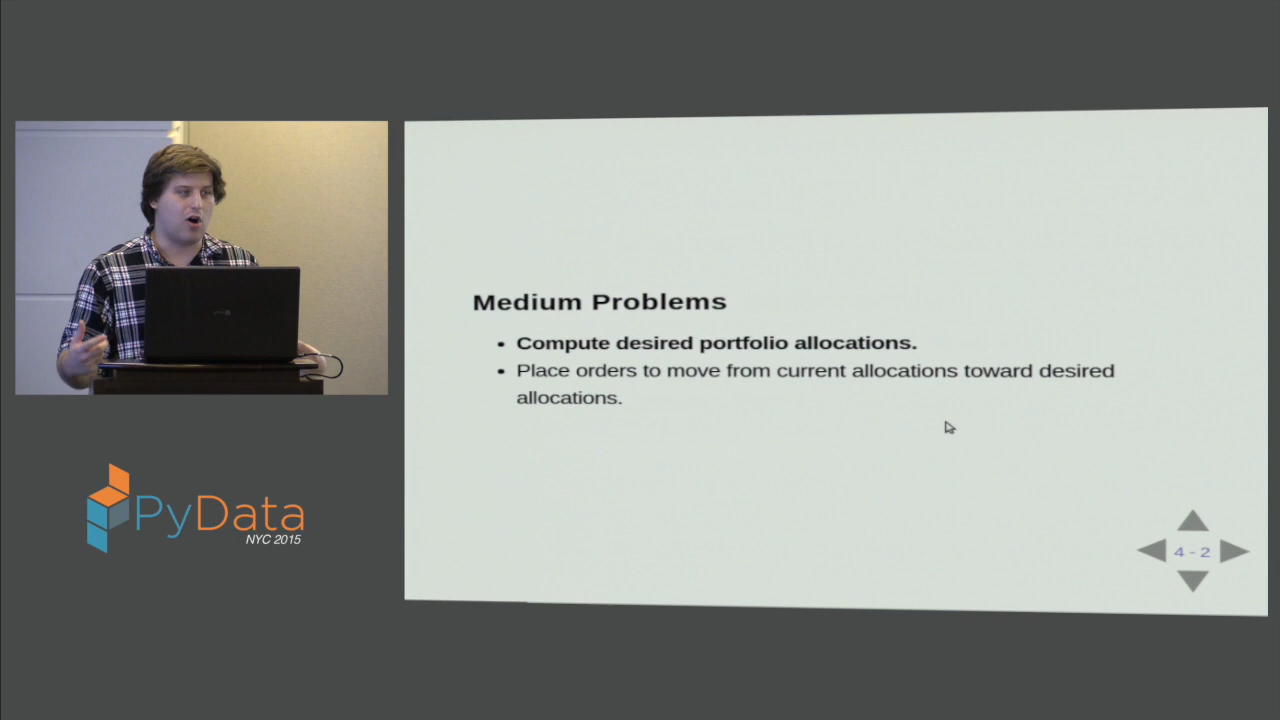 Medium Problems
• Compute desired portfolio allocations.
• Place orders to move from current allocations toward desired
allocations.
4 - 2
PyData
NYC 2015